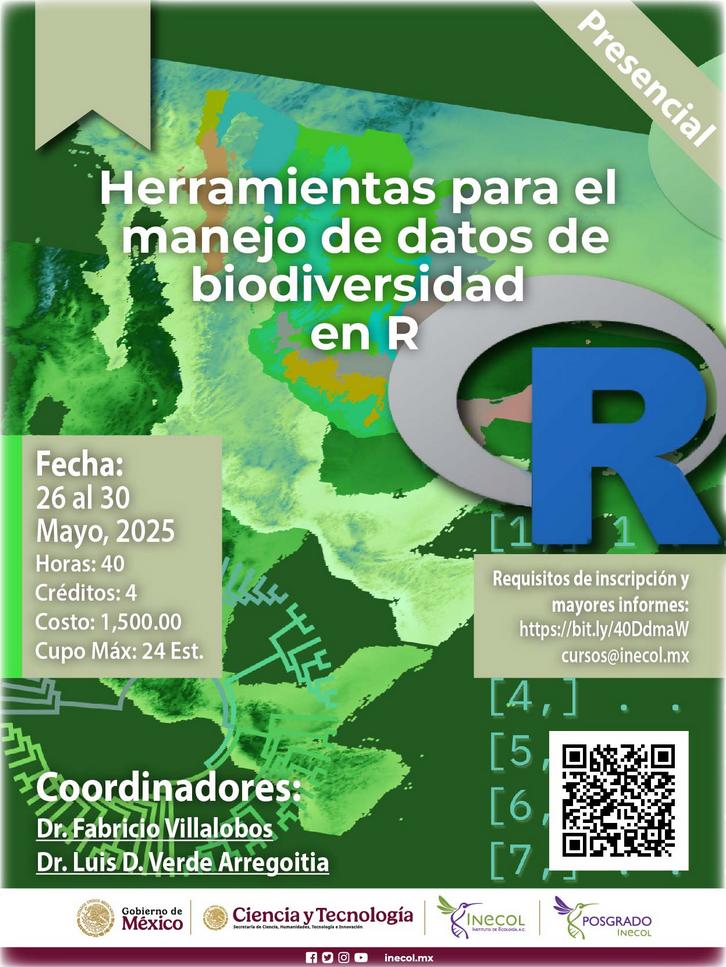 Presencial
Herramientas para el
manejo de datos de
biodiversidad
en R
R
Fecha:
26 al 30
Mayo, 2025
Horas: 40
Créditos: 4
Costo: 1,500.00
Cupo Máx: 24 Est.
[1,] 1
Requisitos de inscripción y
mayores informes:
https://bit.ly/40DdmaW
cursos@inecol.mx
[4,] . .
[5,
[6,
[7,]
Coordinadores:
Dr. Fabricio Villalobos
Dr. Luis D. Verde Arregoitia
Gobierno de
México
Ciencia y Tecnología
Secretaría de Ciencia, Humanidades, Tecnología e Innovación
INECOL
INSTITUTO DE ECOLOGÍA, A.C.
POSGRADO
INECOL
inecol.mx